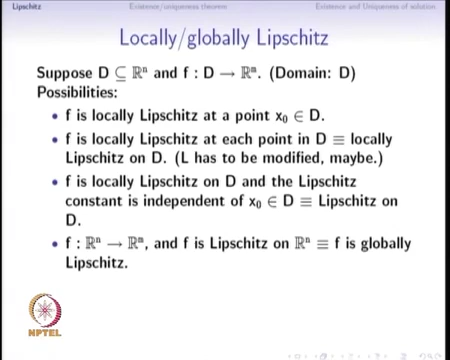 Lipschitz Existence/uniqueness theorem Existence and Uniqueness of solution
Locally/globally Lipschitz
Suppose D ⊆ ℝⁿ and f : D → ℝⁿ. (Domain: D)
Possibilities:
• f is locally Lipschitz at a point x₀ ∈ D.
• f is locally Lipschitz at each point in D ≡ locally
Lipschitz on D. (L has to be modified, maybe.)
• f is locally Lipschitz on D and the Lipschitz
constant is independent of x₀ ∈ D ≡ Lipschitz on
D.
• f : ℝⁿ → ℝⁿ, and f is Lipschitz on ℝⁿ ≡ f is globally
Lipschitz.
NPTEL